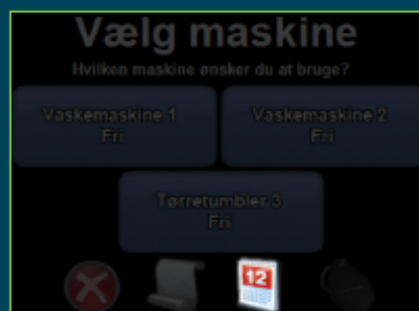 Vælg maskine
Hvilken maskine ønsker du at bruge?
Vaskemaskine 1
Fri
Vaskemaskine 2
Fri
Tørretumbler 3
Fri
12